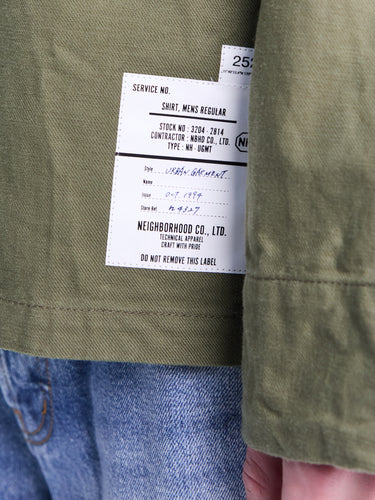 252
SERVICE NO.
SHIRT, MENS REGULAR
STOCK NO : 3204 - 2814
CONTRACTOR : NBHD CO., LTD.
TYPE : NH - UGMT
NH
Style URBAN GARMENT
Name
Issue OCT 1994
Store Ref. n4327
NEIGHBORHOOD CO., LTD.
TECHNICAL APPAREL
CRAFT WITH PRIDE
DO NOT REMOVE THIS LABEL